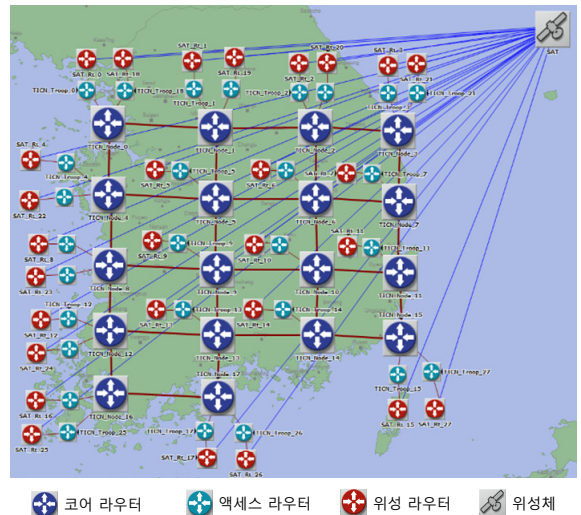 SAT_Rt_0
SAT_Rt_18
SAT_Rt_1
SAT_Rt_19
SAT_Rt_20
SAT_Rt_2
SAT_Rt_3
SAT_Rt_21
SAT
TICN_Troop_0
TICN_Troop_18
TICN_Troop_1
TICN_Troop_2
TICN_Troop_3
TICN_Troop_21
TICN_Node_0
TICN_Node_1
TICN_Node_2
TICN_Node_3
SAT_Rt_4
TICN_Troop_4
SAT_Rt_5
TICN_Troop_5
SAT_Rt_6
SAT_Rt_7
TICN_Troop_7
SAT_Rt_22
TICN_Node_4
TICN_Node_5
TICN_Node_6
TICN_Node_7
SAT_Rt_8
SAT_Rt_9
TICN_Troop_9
SAT_Rt_10
SAT_Rt_11
TICN_Troop_11
SAT_Rt_23
TICN_Node_8
TICN_Node_9
TICN_Node_10
TICN_Node_11
TICN_Troop_12
SAT_Rt_12
SAT_Rt_13
TICN_Troop_13
SAT_Rt_14
TICN_Troop_14
TICN_Node_15
SAT_Rt_24
TICN_Node_12
TICN_Node_13
TICN_Node_14
TICN_Node_17
TICN_Troop_15
TICN_Troop_27
SAT_Rt_16
TICN_Node_16
SAT_Rt_15
SAT_Rt_27
SAT_Rt_25
TICN_Troop_25
TICN_Troop_17
TICN_Troop_26
SAT_Rt_17
SAT_Rt_26
코어 라우터
액세스 라우터
위성 라우터
위성체